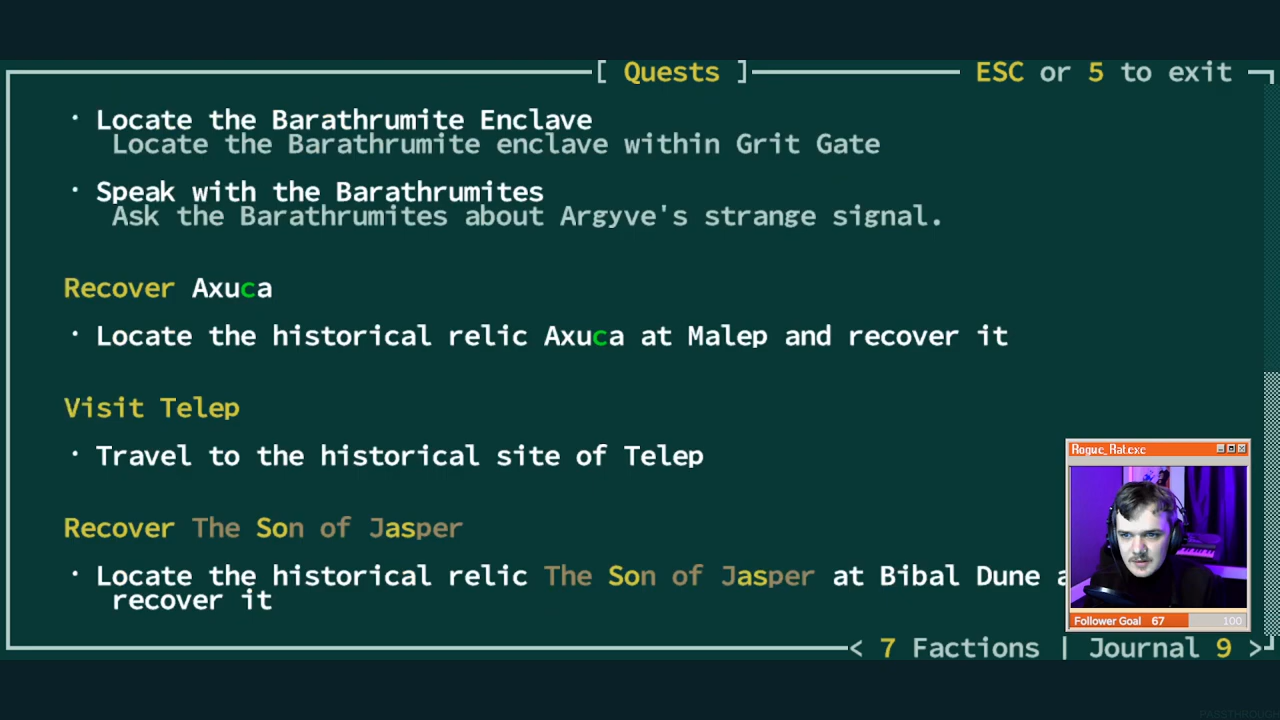 [ Quests ]
ESC or 5 to exit
· Locate the Barathrumite Enclave
Locate the Barathrumite enclave within Grit Gate
· Speak with the Barathrumites
Ask the Barathrumites about Argyve's strange signal.
Recover Axuca
· Locate the historical relic Axuca at Malep and recover it
Visit Telep
· Travel to the historical site of Telep
Recover The Son of Jasper
· Locate the historical relic The Son of Jasper at Bibal Dune
recover it
Rogue_Rat.exe
Follower Goal 67 100
< 7 Factions | Journal 9 >
PASSTHROUGH